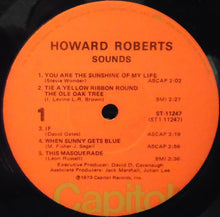 HOWARD ROBERTS
SOUNDS
1. YOU ARE THE SUNSHINE OF MY LIFE
(Stevie Wonder) ASCAP 2:02
2. TIE A YELLOW RIBBON ROUND
THE OLE OAK TREE
(I. Levine-L.R. Brown) BMI 2:27
1
ST-11247
(ST 1 11247)
3. IF
(David Gates) ASCAP 2:19
4. WHEN SUNNY GETS BLUE
(M. Fisher-J. Segal) ASCAP 2:55
5. THIS MASQUERADE
(Leon Russell) BMI 2:36
Executive Producer: David D. Cavanaugh
Associate Producers: Jack Marshall, Julian Lee
℗ 1973 Capitol Records, Inc.
Capitol